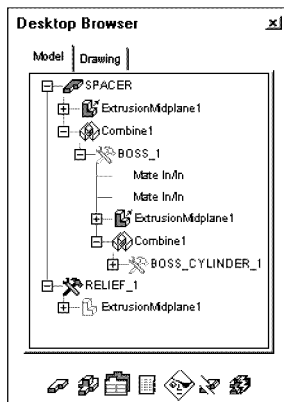 Desktop Browser
Model Drawing
SPACER
ExtrusionMidplane1
Combine1
BOSS_1
Mate In/In
Mate In/In
ExtrusionMidplane1
Combine1
BOSS_CYLINDER_1
RELIEF_1
ExtrusionMidplane1